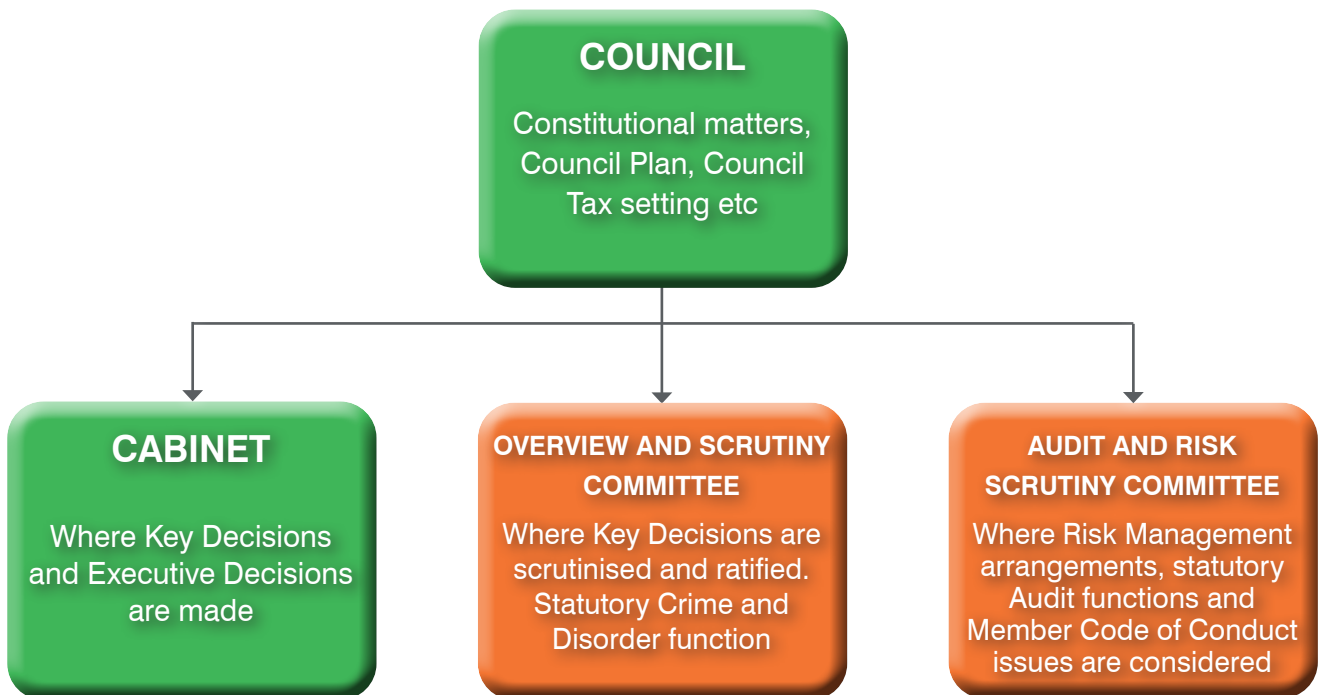 COUNCIL
Constitutional matters,
Council Plan, Council
Tax setting etc
CABINET
Where Key Decisions
and Executive Decisions
are made
OVERVIEW AND SCRUTINY
COMMITTEE
Where Key Decisions are
scrutinised and ratified.
Statutory Crime and
Disorder function
AUDIT AND RISK
SCRUTINY COMMITTEE
Where Risk Management
arrangements, statutory
Audit functions and
Member Code of Conduct
issues are considered